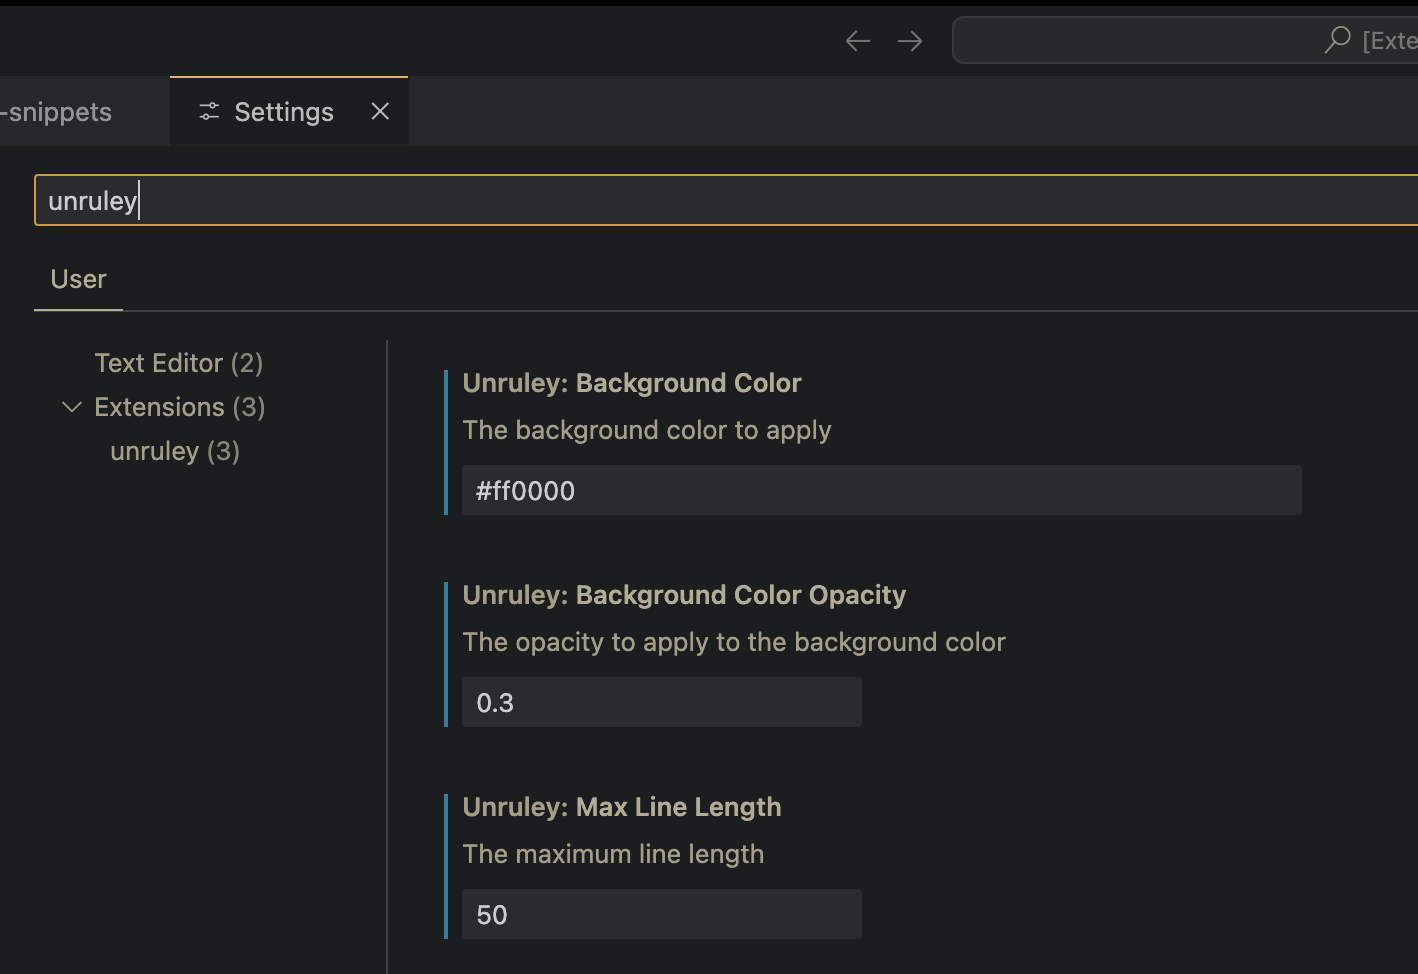 [Exte
-snippets
Settings
unruley
User
Text Editor (2)
Extensions (3)
unruley (3)
Unruley: Background Color
The background color to apply
#ff0000
Unruley: Background Color Opacity
The opacity to apply to the background color
0.3
Unruley: Max Line Length
The maximum line length
50